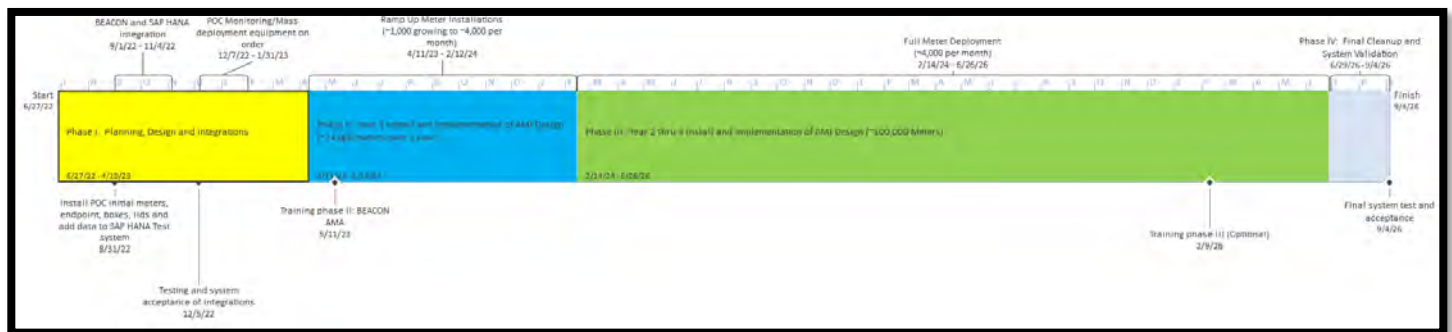 BEACON and SAP HANA
integration
9/1/22 - 11/4/22
POC Monitoring/Mass
deployment equipment on
order
12/7/22 - 1/31/23
Ramp Up Meter Installations
(~1,000 growing to ~4,000 per
month)
4/11/23 - 2/12/24
Full Meter Deployment
(~4,000 per month)
2/14/24 - 6/26/26
Phase IV: Final Cleanup and
System Validation
6/29/26 - 9/4/26
Start
6/27/22
Finish
9/4/26
Phase I: Planning, Design and Integrations
6/27/22 - 4/10/23
Install and Implementation of AMI Design
Phase III: Year 2 thru 4 Install and Implementation of AMI Design (~100,000 Meters)
2/14/24 - 6/26/26
Install POC initial meters,
endpoint, boxes, lids and
add data to SAP HANA Test
system
8/31/22
Testing and system
acceptance of integrations
12/5/22
Training phase II: BEACON
AMA
5/11/23
Training phase III (Optional)
2/9/26
Final system test and
acceptance
9/4/26